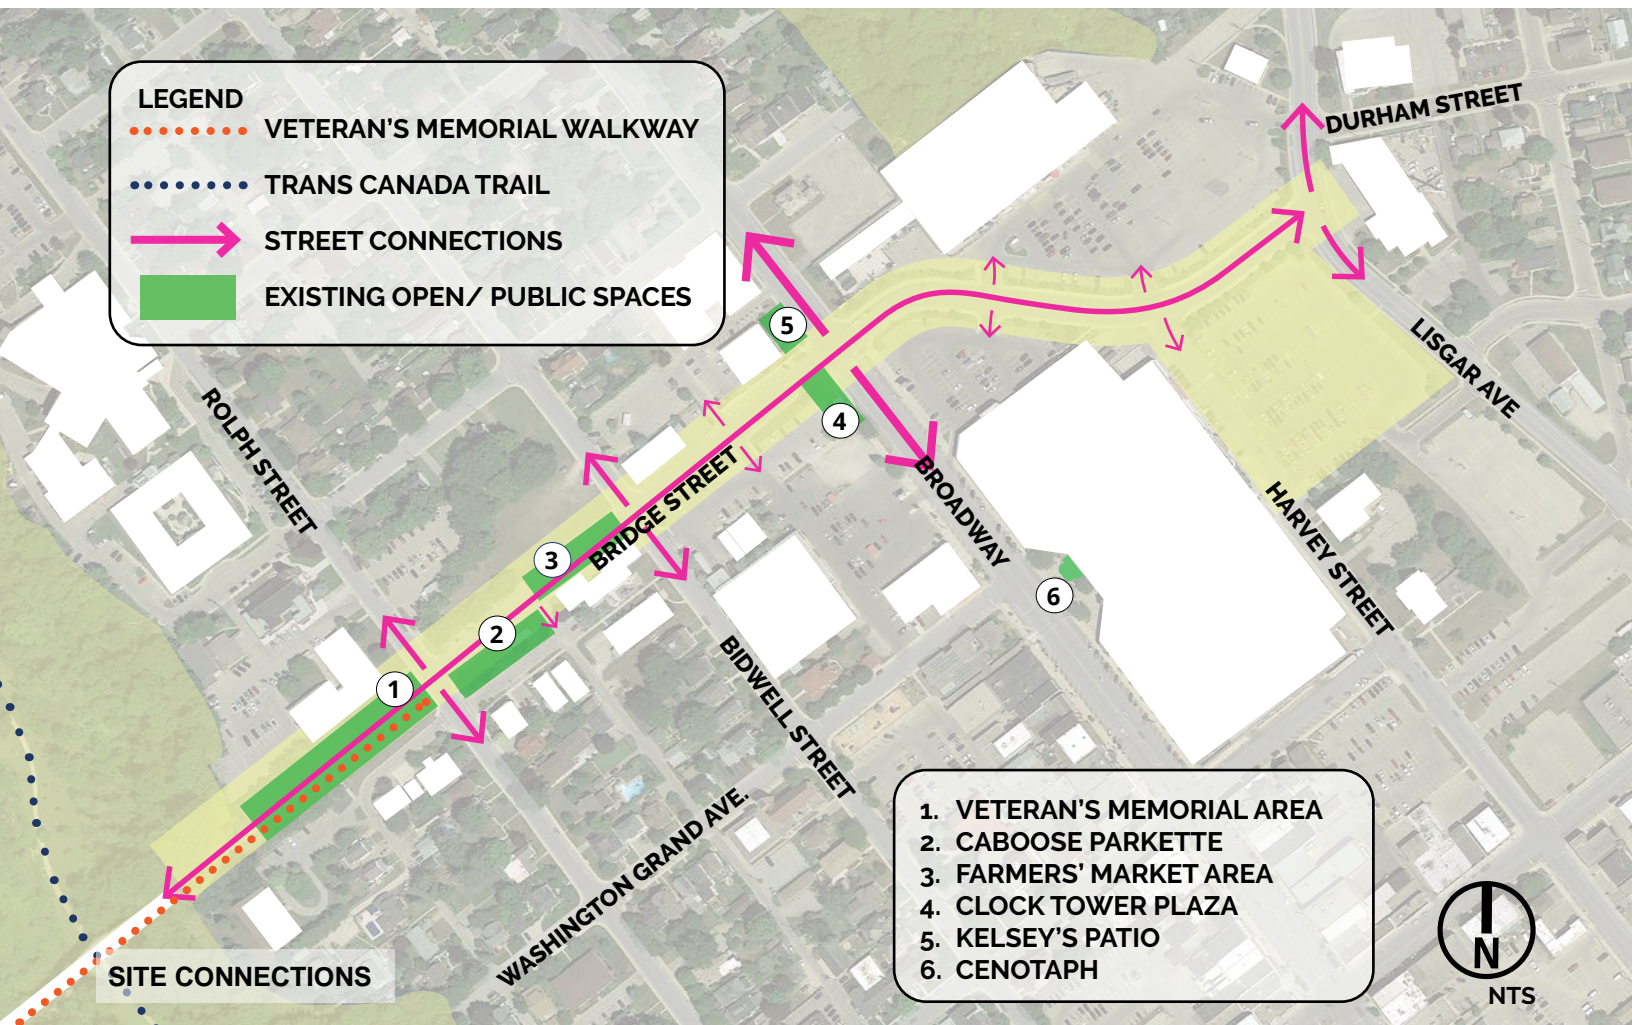 LEGEND
VETERAN'S MEMORIAL WALKWAY
TRANS CANADA TRAIL
STREET CONNECTIONS
EXISTING OPEN/ PUBLIC SPACES
DURHAM STREET
LISGAR AVE
ROLPH STREET
BRIDGE STREET
BROADWAY
HARVEY STREET
BIDWELL STREET
WASHINGTON GRAND AVE.
5
4
3
6
2
1
1. VETERAN'S MEMORIAL AREA
2. CABOOSE PARKETTE
3. FARMERS' MARKET AREA
4. CLOCK TOWER PLAZA
5. KELSEY'S PATIO
6. CENOTAPH
SITE CONNECTIONS
N
NTS